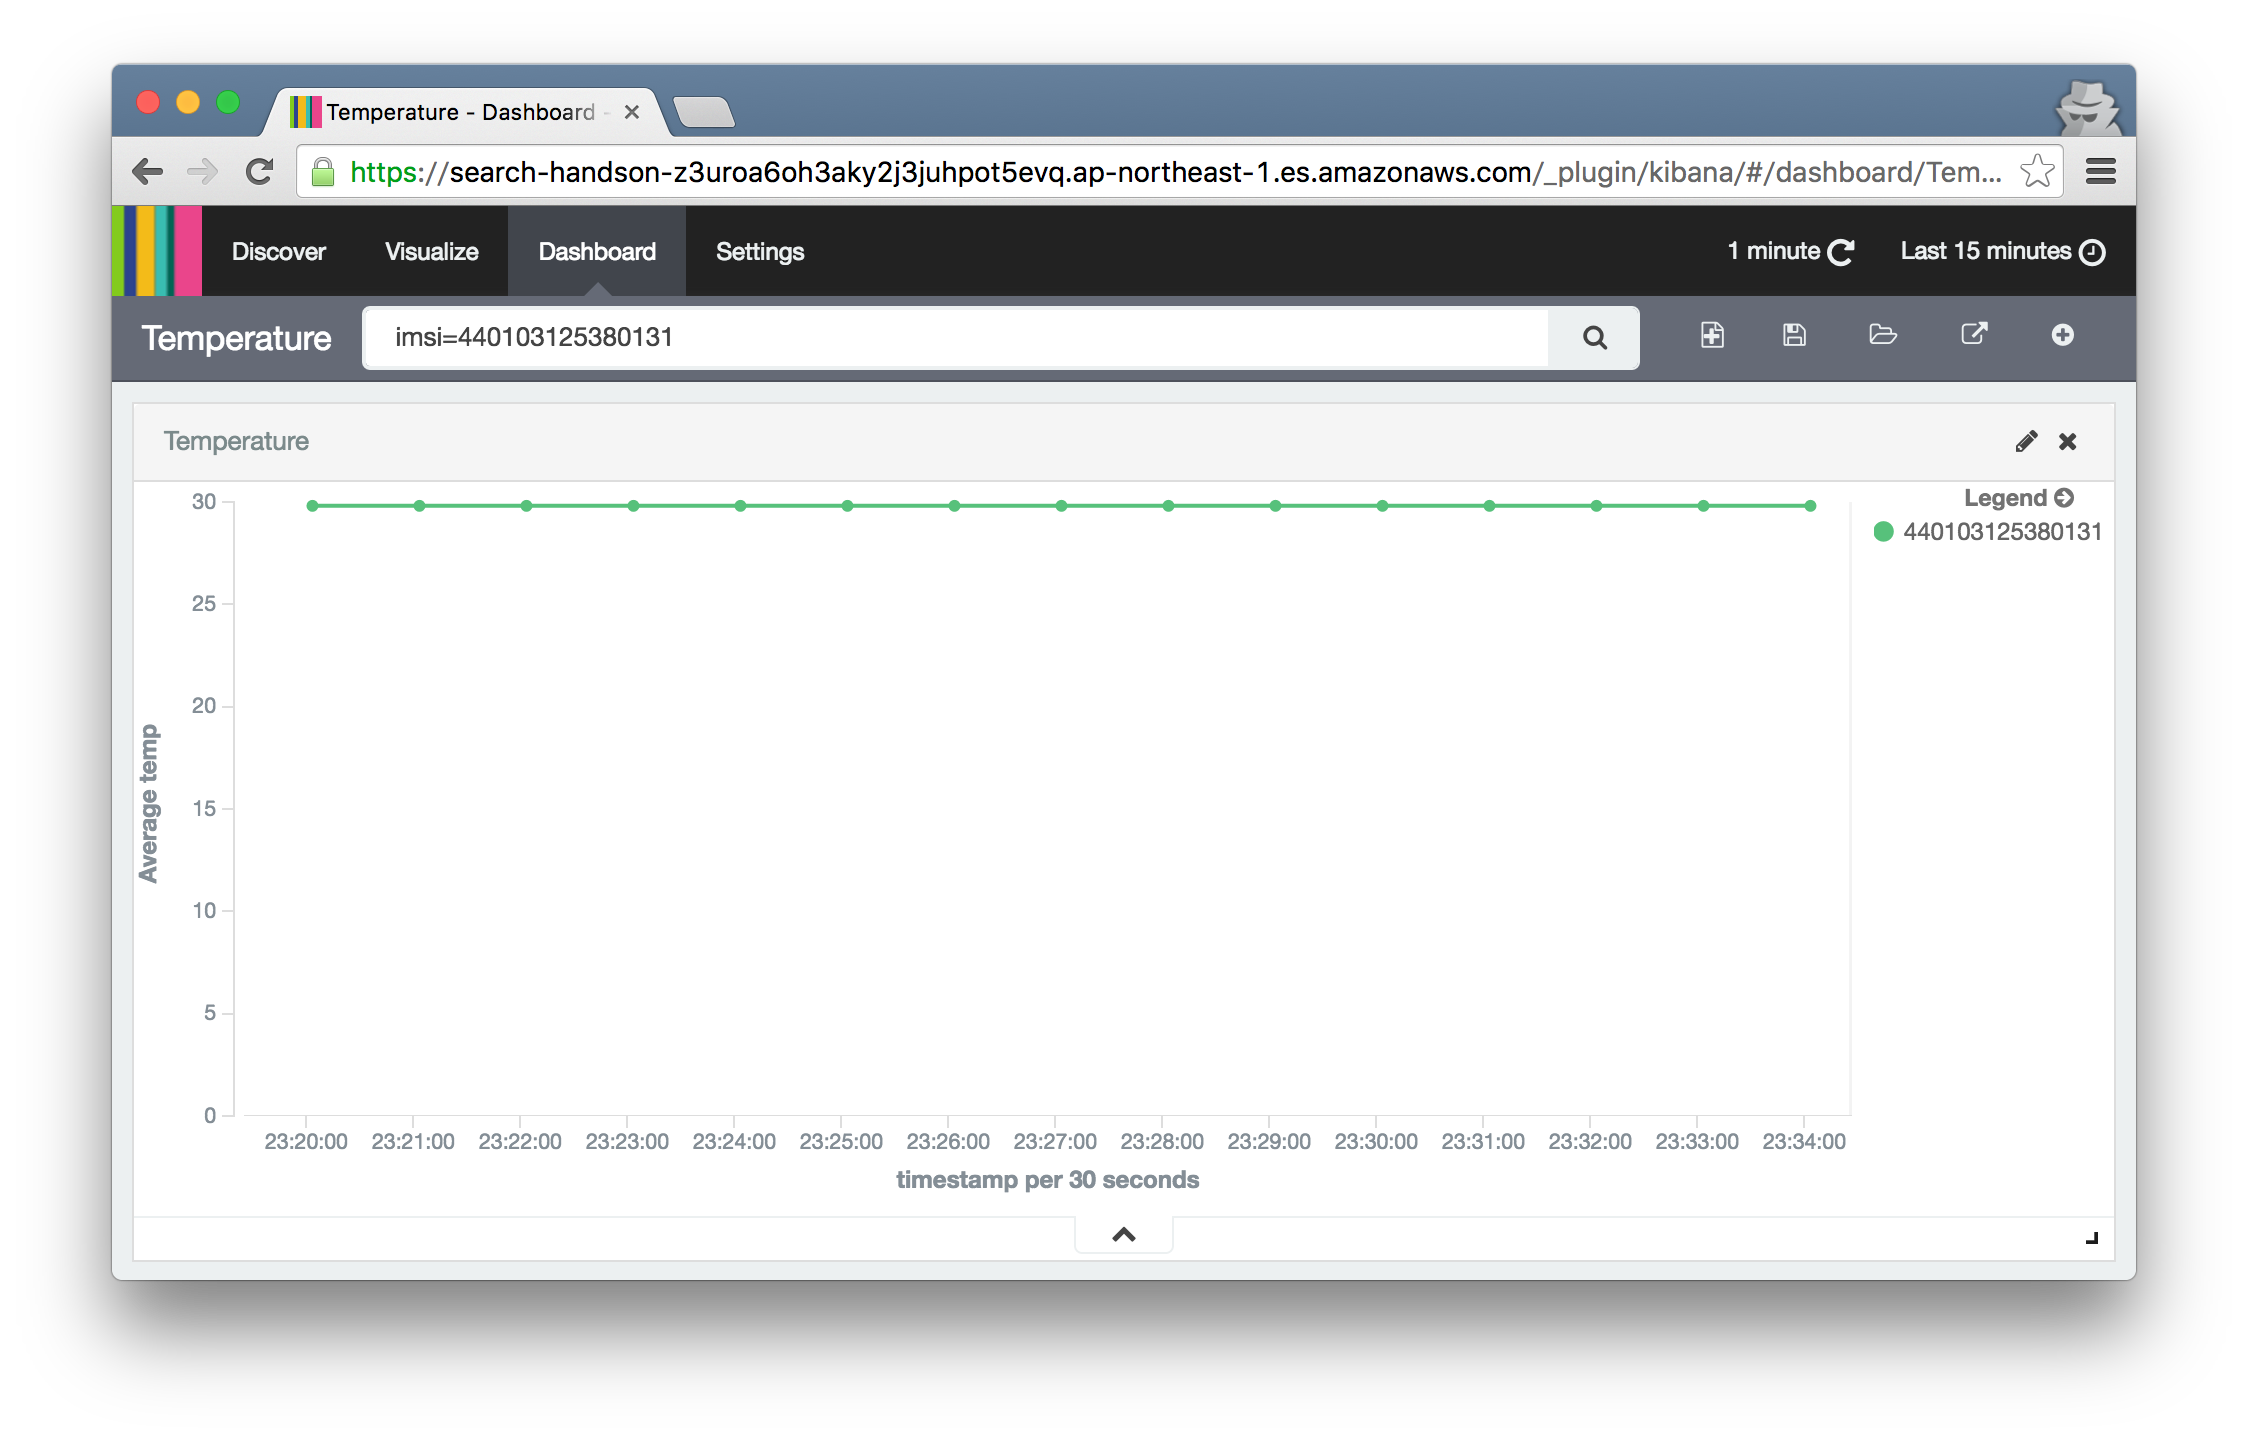 Temperature - Dashboard -
https://search-handson-z3uroa6oh3aky2j3juhpot5evq.ap-northeast-1.es.amazonaws.com/_plugin/kibana/#/dashboard/Tem...
Discover Visualize Dashboard Settings 1 minute Last 15 minutes
Temperature imsi=440103125380131
Temperature
Legend
440103125380131
30
25
20
15
10
5
0
Average temp
23:20:00 23:21:00 23:22:00 23:23:00 23:24:00 23:25:00 23:26:00 23:27:00 23:28:00 23:29:00 23:30:00 23:31:00 23:32:00 23:33:00 23:34:00
timestamp per 30 seconds